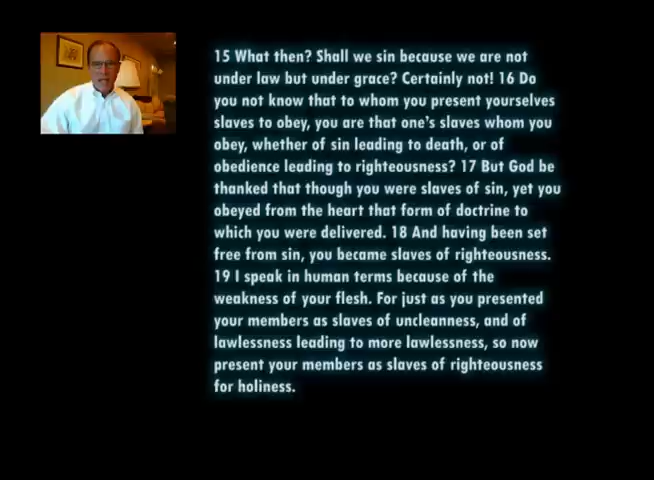 15 What then? Shall we sin because we are not
under law but under grace? Certainly not! 16 Do
you not know that to whom you present yourselves
slaves to obey, you are that one's slaves whom you
obey, whether of sin leading to death, or of
obedience leading to righteousness? 17 But God be
thanked that though you were slaves of sin, yet you
obeyed from the heart that form of doctrine to
which you were delivered. 18 And having been set
free from sin, you became slaves of righteousness.
19 I speak in human terms because of the
weakness of your flesh. For just as you presented
your members as slaves of uncleanness, and of
lawlessness leading to more lawlessness, so now
present your members as slaves of righteousness
for holiness.